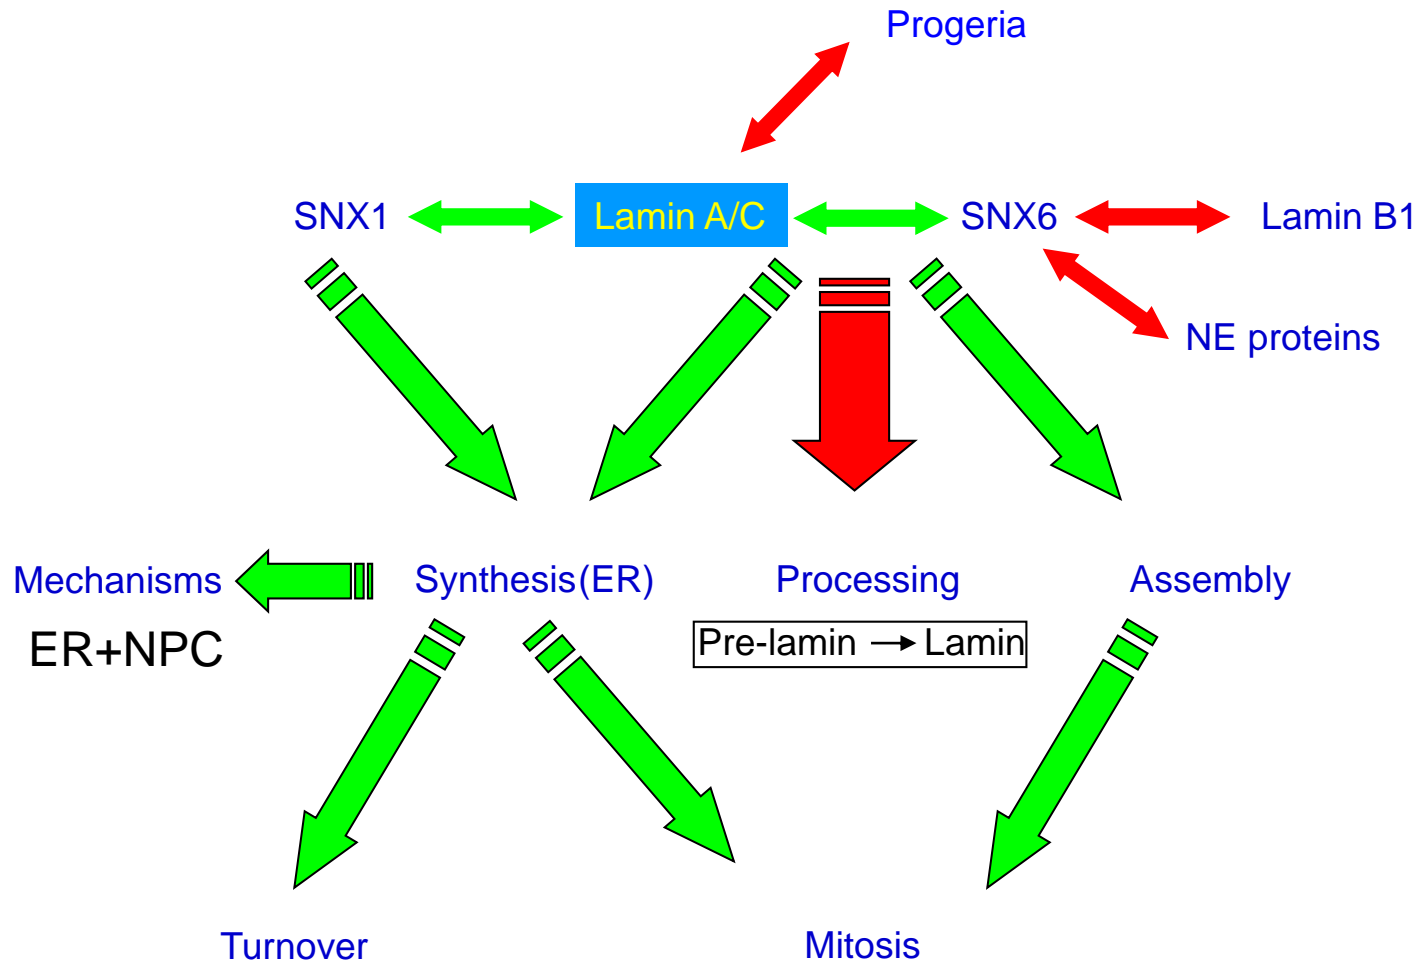 Progeria
SNX1
Lamin A/C
SNX6
Lamin B1
NE proteins
Mechanisms
Synthesis(ER)
Processing
Assembly
ER+NPC
Pre-lamin → Lamin
Turnover
Mitosis